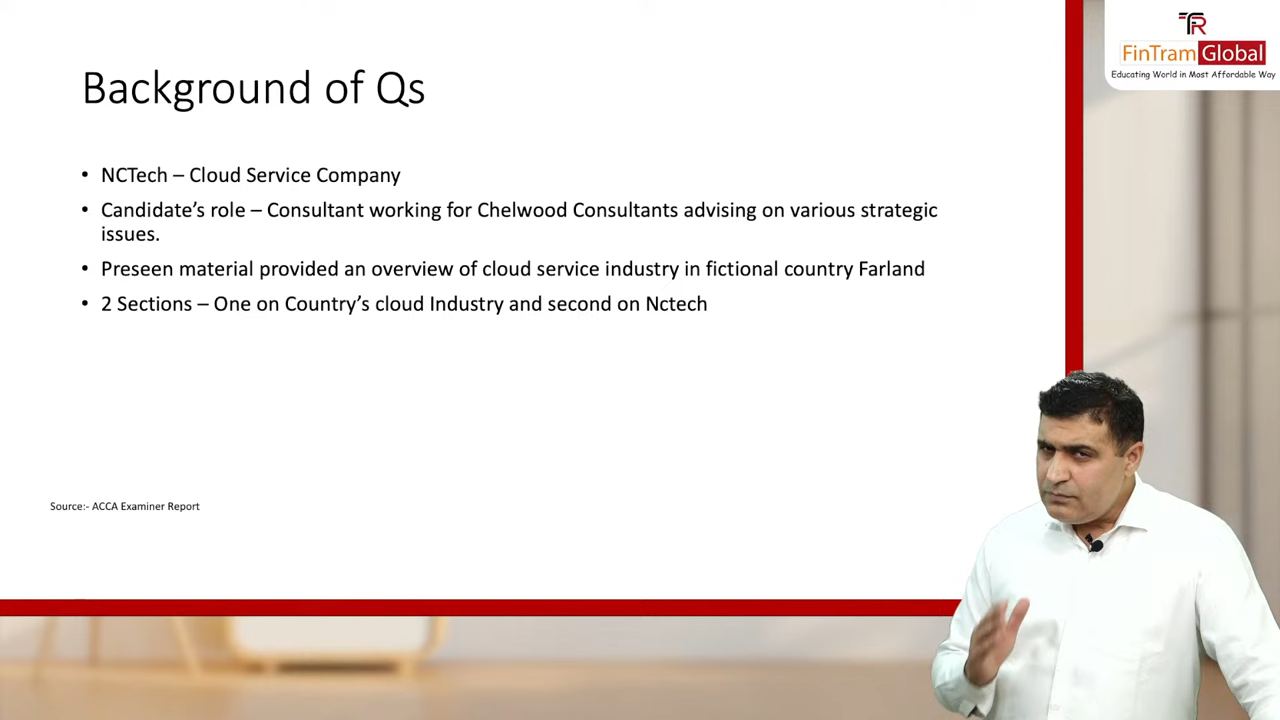 Background of Qs
• NCTech – Cloud Service Company
• Candidate’s role – Consultant working for Chelwood Consultants advising on various strategic
issues.
• Preseen material provided an overview of cloud service industry in fictional country Farland
• 2 Sections – One on Country’s cloud Industry and second on Nctech
Source:- ACCA Examiner Report
FinTram Global
Educating World in Most Affordable Way